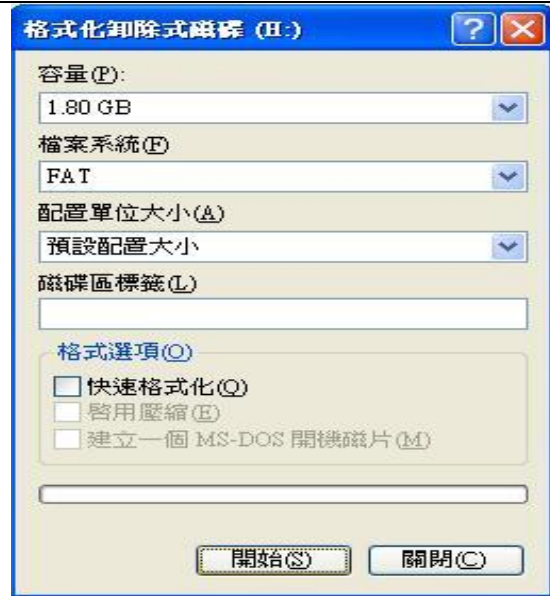 格式化卸除式磁碟 (H:)
容量(P):
1.80 GB
檔案系統(F)
FAT
配置單位大小(A)
預設配置大小
磁碟區標籤(L)
格式選項(O)
快速格式化(Q)
啓用壓縮(E)
建立一個 MS-DOS 開機磁片(M)
開始(S) 關閉(C)